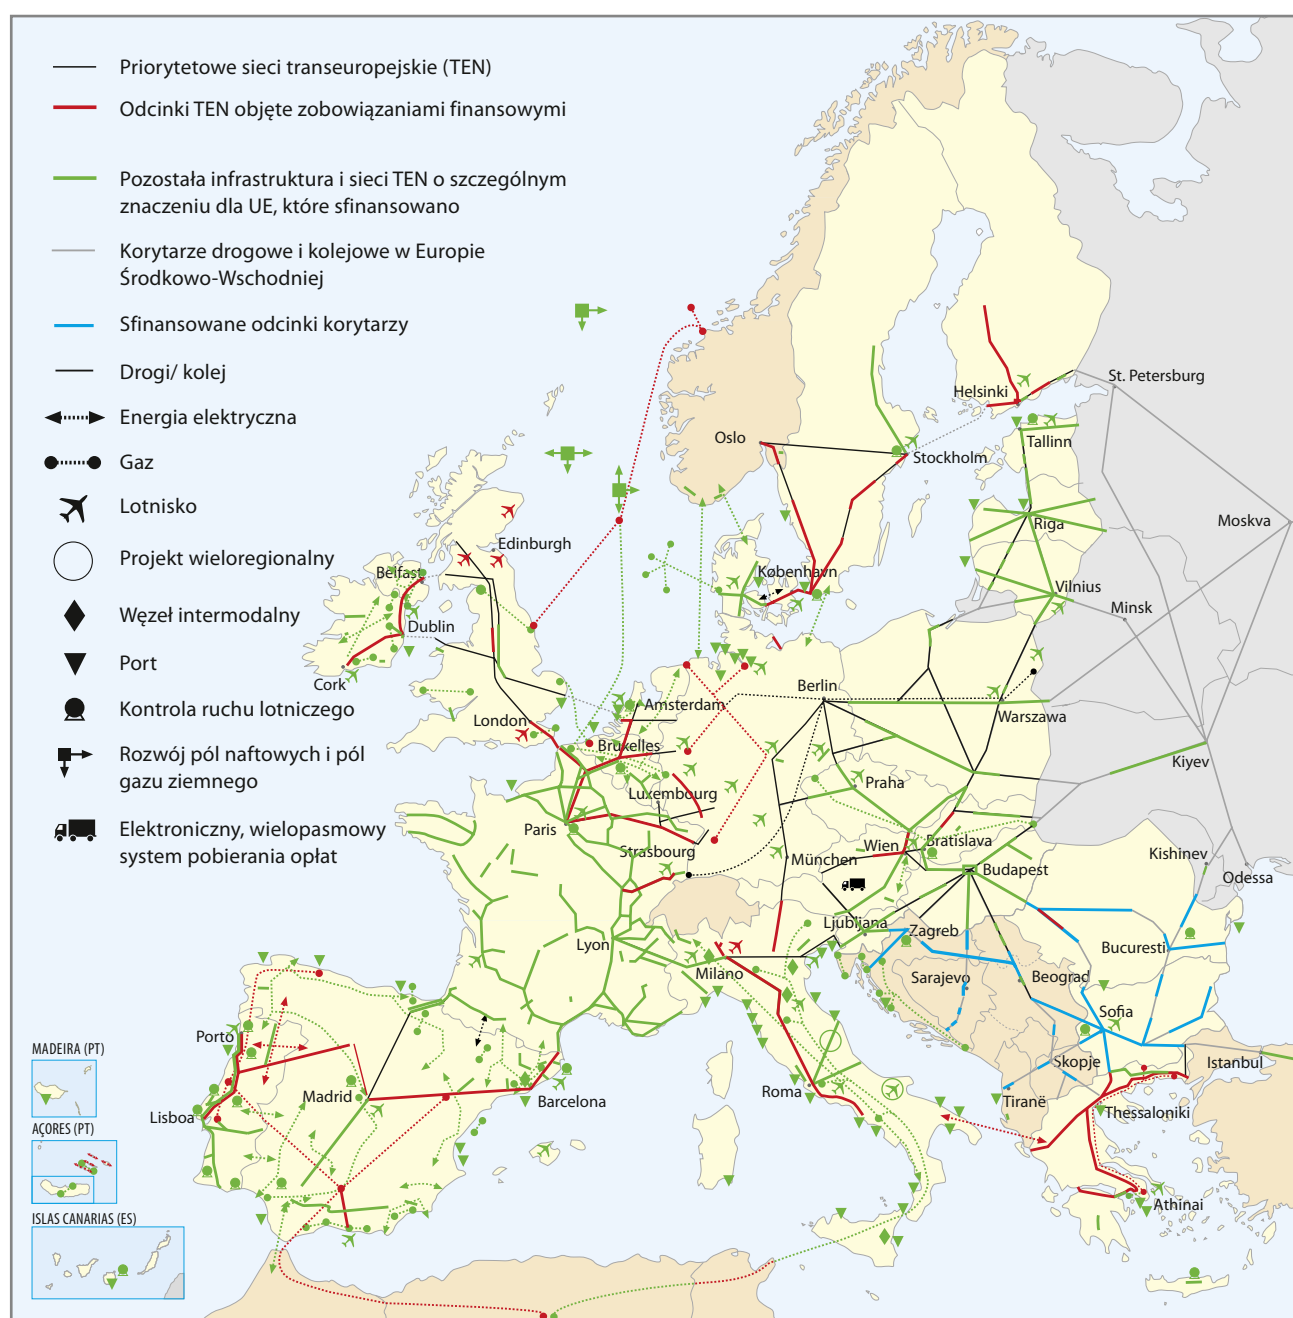 Priorytetowe sieci transeuropejskie (TEN)
Odcinki TEN objęte zobowiązaniami finansowymi
Pozostała infrastruktura i sieci TEN o szczególnym
znaczeniu dla UE, które sfinansowano
Korytarze drogowe i kolejowe w Europie
Środkowo-Wschodniej
Sfinansowane odcinki korytarzy
Drogi/ kolej
Energia elektryczna
Gaz
Lotnisko
Projekt wieloregionalny
Węzeł intermodalny
Port
Kontrola ruchu lotniczego
Rozwój pól naftowych i pól
gazu ziemnego
Elektroniczny, wielopasmowy
system pobierania opłat
St. Petersburg
Helsinki
Oslo
Tallinn
Stockholm
Moskva
Riga
Edinburgh
Belfast
København
Vilnius
Minsk
Dublin
Cork
Berlin
Amsterdam
London
Warszawa
Bruxelles
Kiyev
Praha
Luxembourg
Paris
Strasbourg
Wien
Bratislava
München
Kishinev
Budapest
Odessa
Ljubljana
Zagreb
Lyon
Bucuresti
Milano
Sarajevo
Beograd
Sofia
Porto
MADEIRA (PT)
Skopje
Istanbul
Madrid
Roma
Barcelona
Tiranë
Lisboa
Thessaloniki
AÇORES (PT)
Athinai
ISLAS CANARIAS (ES)